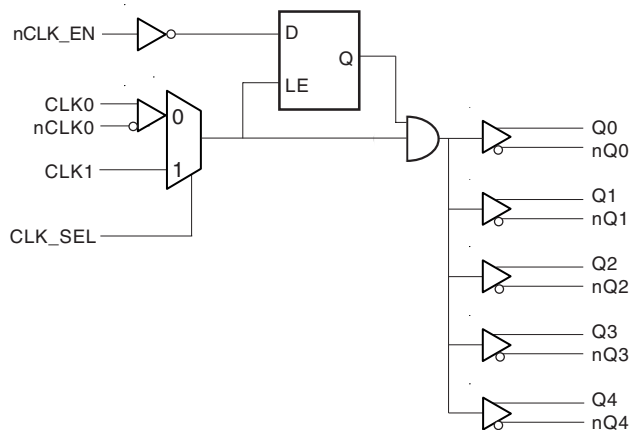 nCLK_EN
D
Q
LE
CLK0
nCLK0
0
CLK1
1
CLK_SEL
Q0
nQ0
Q1
nQ1
Q2
nQ2
Q3
nQ3
Q4
nQ4